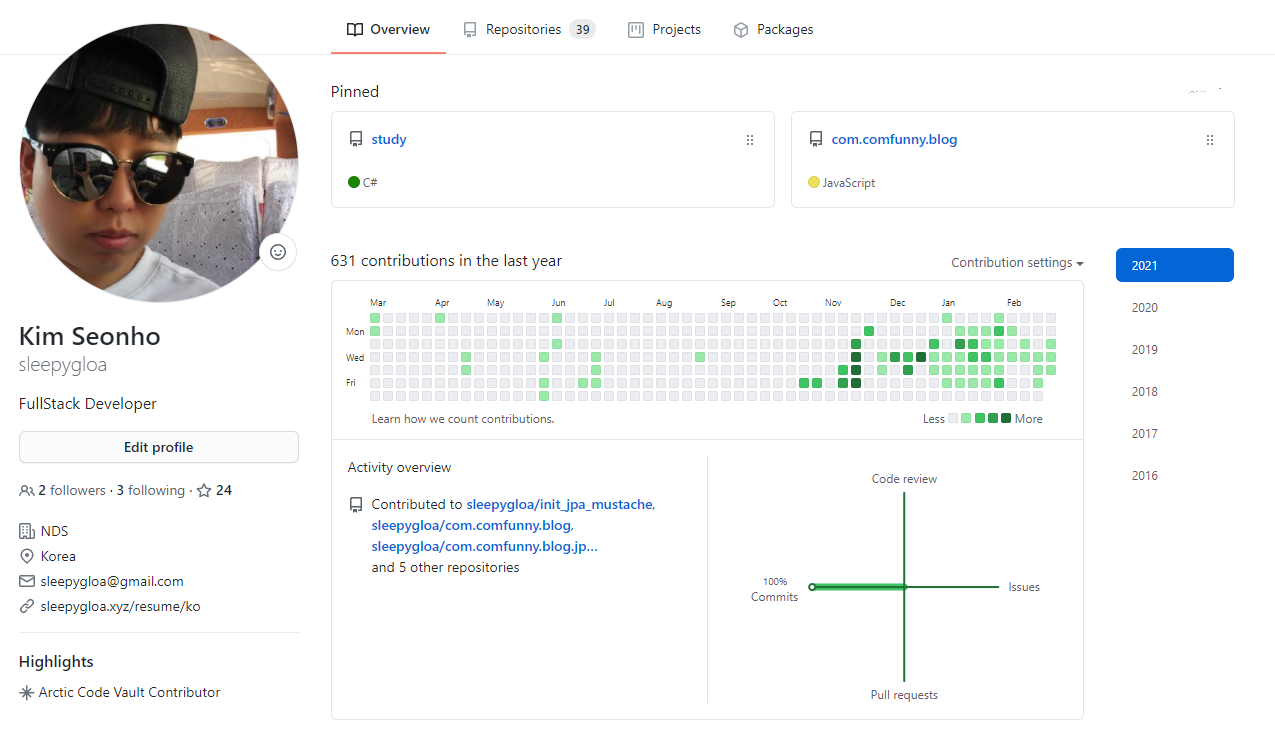 Overview Repositories 39 Projects Packages
Kim Seonho
sleepygloa
FullStack Developer
Edit profile
2 followers · 3 following · 24
NDS
Korea
sleepygloa@gmail.com
sleepygloa.xyz/resume/ko
Highlights
Arctic Code Vault Contributor
Pinned
study
C#
com.comfunny.blog
JavaScript
631 contributions in the last year
Contribution settings
Mar Apr May Jun Jul Aug Sep Oct Nov Dec Jan Feb
Mon
Wed
Fri
Learn how we count contributions.
Less More
Activity overview
Contributed to sleepygloa/init_jpa_mustache,
sleepygloa/com.comfunny.blog,
sleepygloa/com.comfunny.blog.jp...
and 5 other repositories
Code review
100%
Commits
Issues
Pull requests
2021
2020
2019
2018
2017
2016